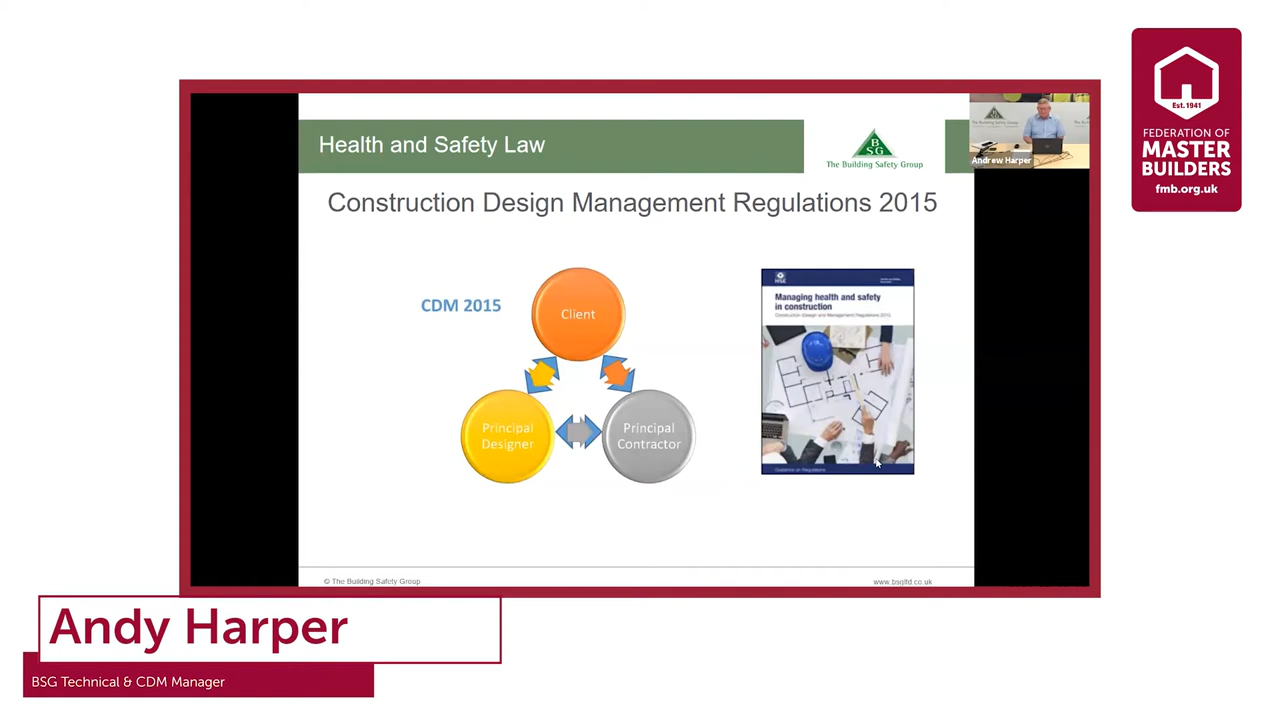 Health and Safety Law
B
SG
The Building Safety Group
Andrew Harper
Est. 1941
FEDERATION OF
MASTER
BUILDERS
fmb.org.uk
Construction Design Management Regulations 2015
CDM 2015
Client
Principal
Designer
Principal
Contractor
HSE
Managing health and safety
in construction
Construction (Design and Management) Regulations 2015
Guidance on Regulations
© The Building Safety Group
www.bsgltd.co.uk
Andy Harper
BSG Technical & CDM Manager